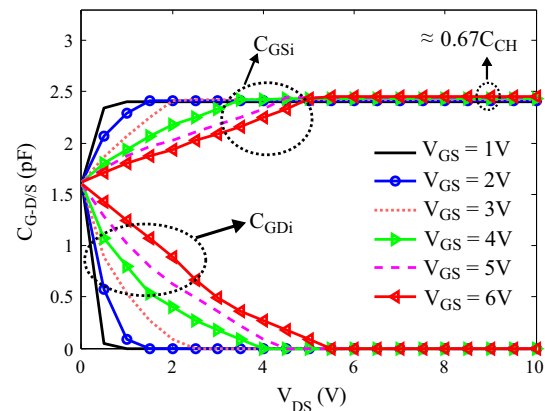 3
2.5
2
1.5
1
0.5
0
C_G-D/S (pF)
C_GSi
≈ 0.67C_CH
C_GDi
V_GS = 1V
V_GS = 2V
V_GS = 3V
V_GS = 4V
V_GS = 5V
V_GS = 6V
0 2 4 6 8 10
V_DS (V)